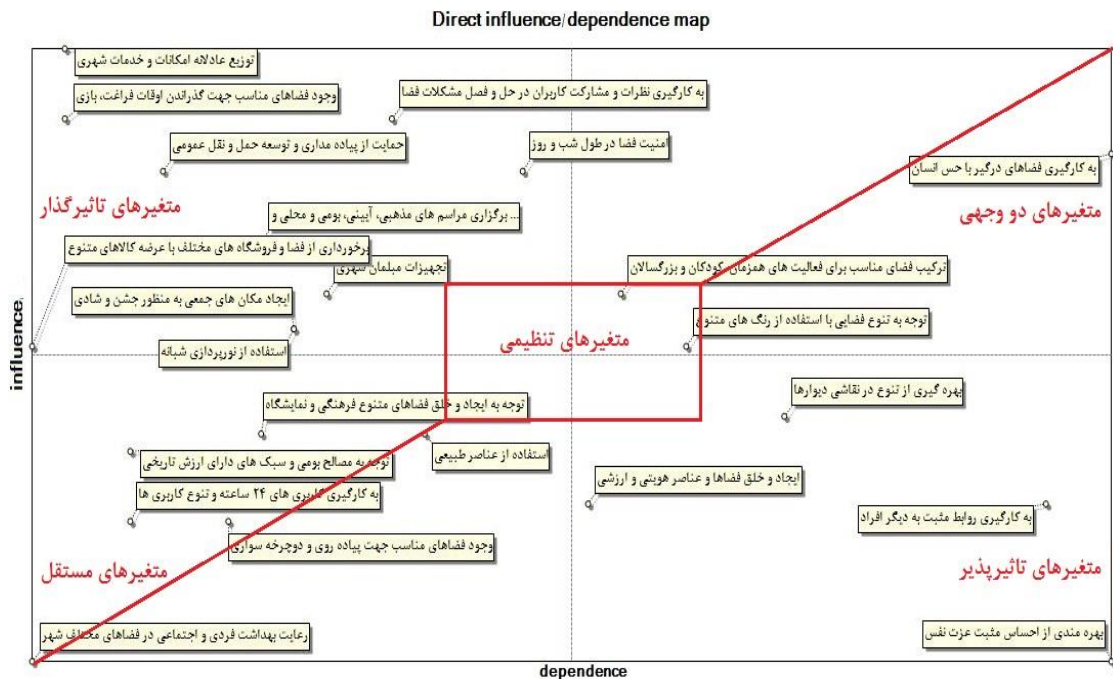 Direct influence/dependence map
توزیع عادلانه امکانات و خدمات شهری
وجود فضاهای مناسب جهت گذراندن اوقات فراغت، بازی
به کارگیری نظرات و مشارکت کاربران در حل و فصل مشکلات فضا
حمایت از پیاده مداری و توسعه حمل و نقل عمومی
امنیت فضا در طول شب و روز
به کارگیری فضاهای درگیر با حس انسان
متغیرهای تاثیرگذار
متغیرهای دو وجهی
برگزاری مراسم های مذهبی، آیینی، بومی و محلی و ...
برخورداری از فضا و فروشگاه های مختلف با عرضه کالاهای متنوع
تجهیزات مبلمان شهری
ترکیب فضای مناسب برای فعالیت های همزمان کودکان و بزرگسالان
ایجاد مکان های جمعی به منظور جشن و شادی
توجه به تنوع فضایی با استفاده از رنگ های متنوع
متغیرهای تنظیمی
استفاده از نورپردازی شبانه
influence
توجه به ایجاد و خلق فضاهای متنوع فرهنگی و نمایشگاه
بهره گیری از تنوع در نقاشی دیوارها
استفاده از عناصر طبیعی
توجه به مصالح بومی و سبک های دارای ارزش تاریخی
ایجاد و خلق فضاها و عناصر هویتی و ارزشی
به کارگیری کاربری های ۲۴ ساعته و تنوع کاربری ها
به کارگیری روابط مثبت به دیگر افراد
وجود فضاهای مناسب جهت پیاده روی و دوچرخه سواری
متغیرهای مستقل
متغیرهای تاثیرپذیر
رعایت بهداشت فردی و اجتماعی در فضاهای مختلف شهر
بهره مندی از احساس مثبت عزت نفس
dependence